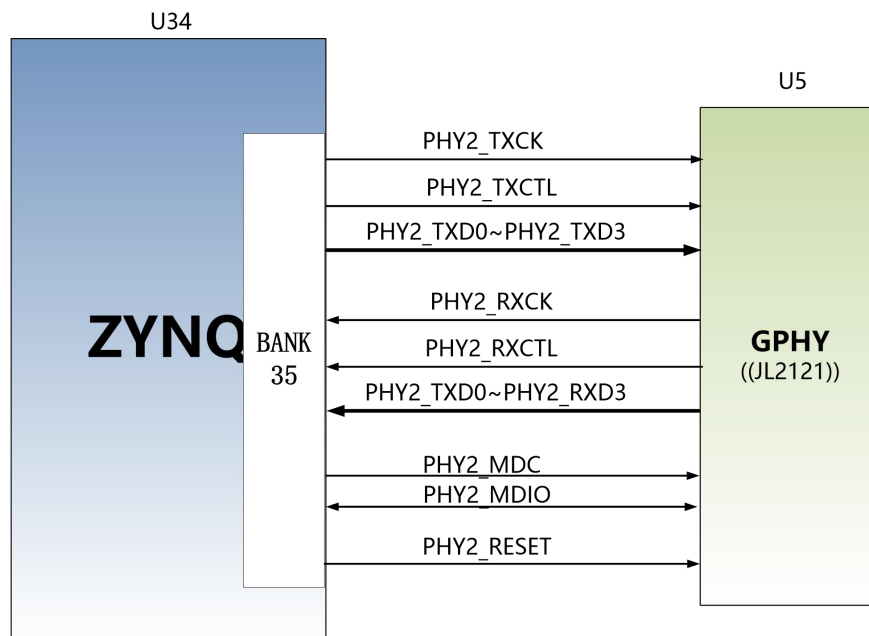 U34
U5
PHY2_TXCK
PHY2_TXCTL
PHY2_TXD0~PHY2_TXD3
PHY2_RXCK
PHY2_RXCTL
PHY2_TXD0~PHY2_RXD3
PHY2_MDC
PHY2_MDIO
PHY2_RESET
ZYNQ
BANK
35
GPHY
((JL2121))